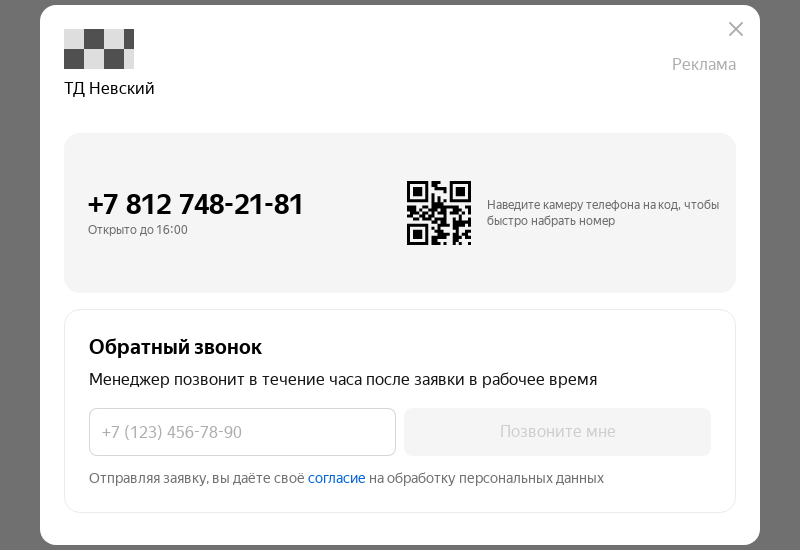 ТД Невский
Реклама
+7 812 748-21-81
Открыто до 16:00
Наведите камеру телефона на код, чтобы
быстро набрать номер
Обратный звонок
Менеджер позвонит в течение часа после заявки в рабочее время
+7 (123) 456-78-90
Позвоните мне
Отправляя заявку, вы даёте своё согласие на обработку персональных данных